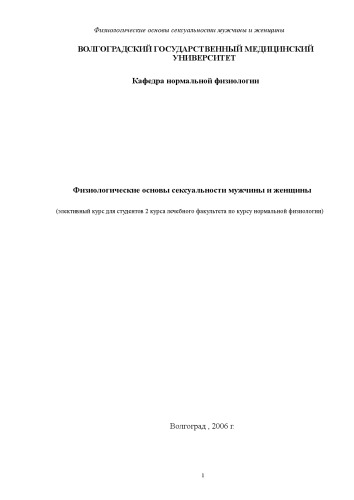 Физиологические основы сексуальности мужчины и женщины
ВОЛГОГРАДСКИЙ ГОСУДАРСТВЕННЫЙ МЕДИЦИНСКИЙ
УНИВЕРСИТЕТ
Кафедра нормальной физиологии
Физиологические основы сексуальности мужчины и женщины
(элективный курс для студентов 2 курса лечебного факультета по курсу нормальной физиологии)
Волгоград , 2006 г.
1